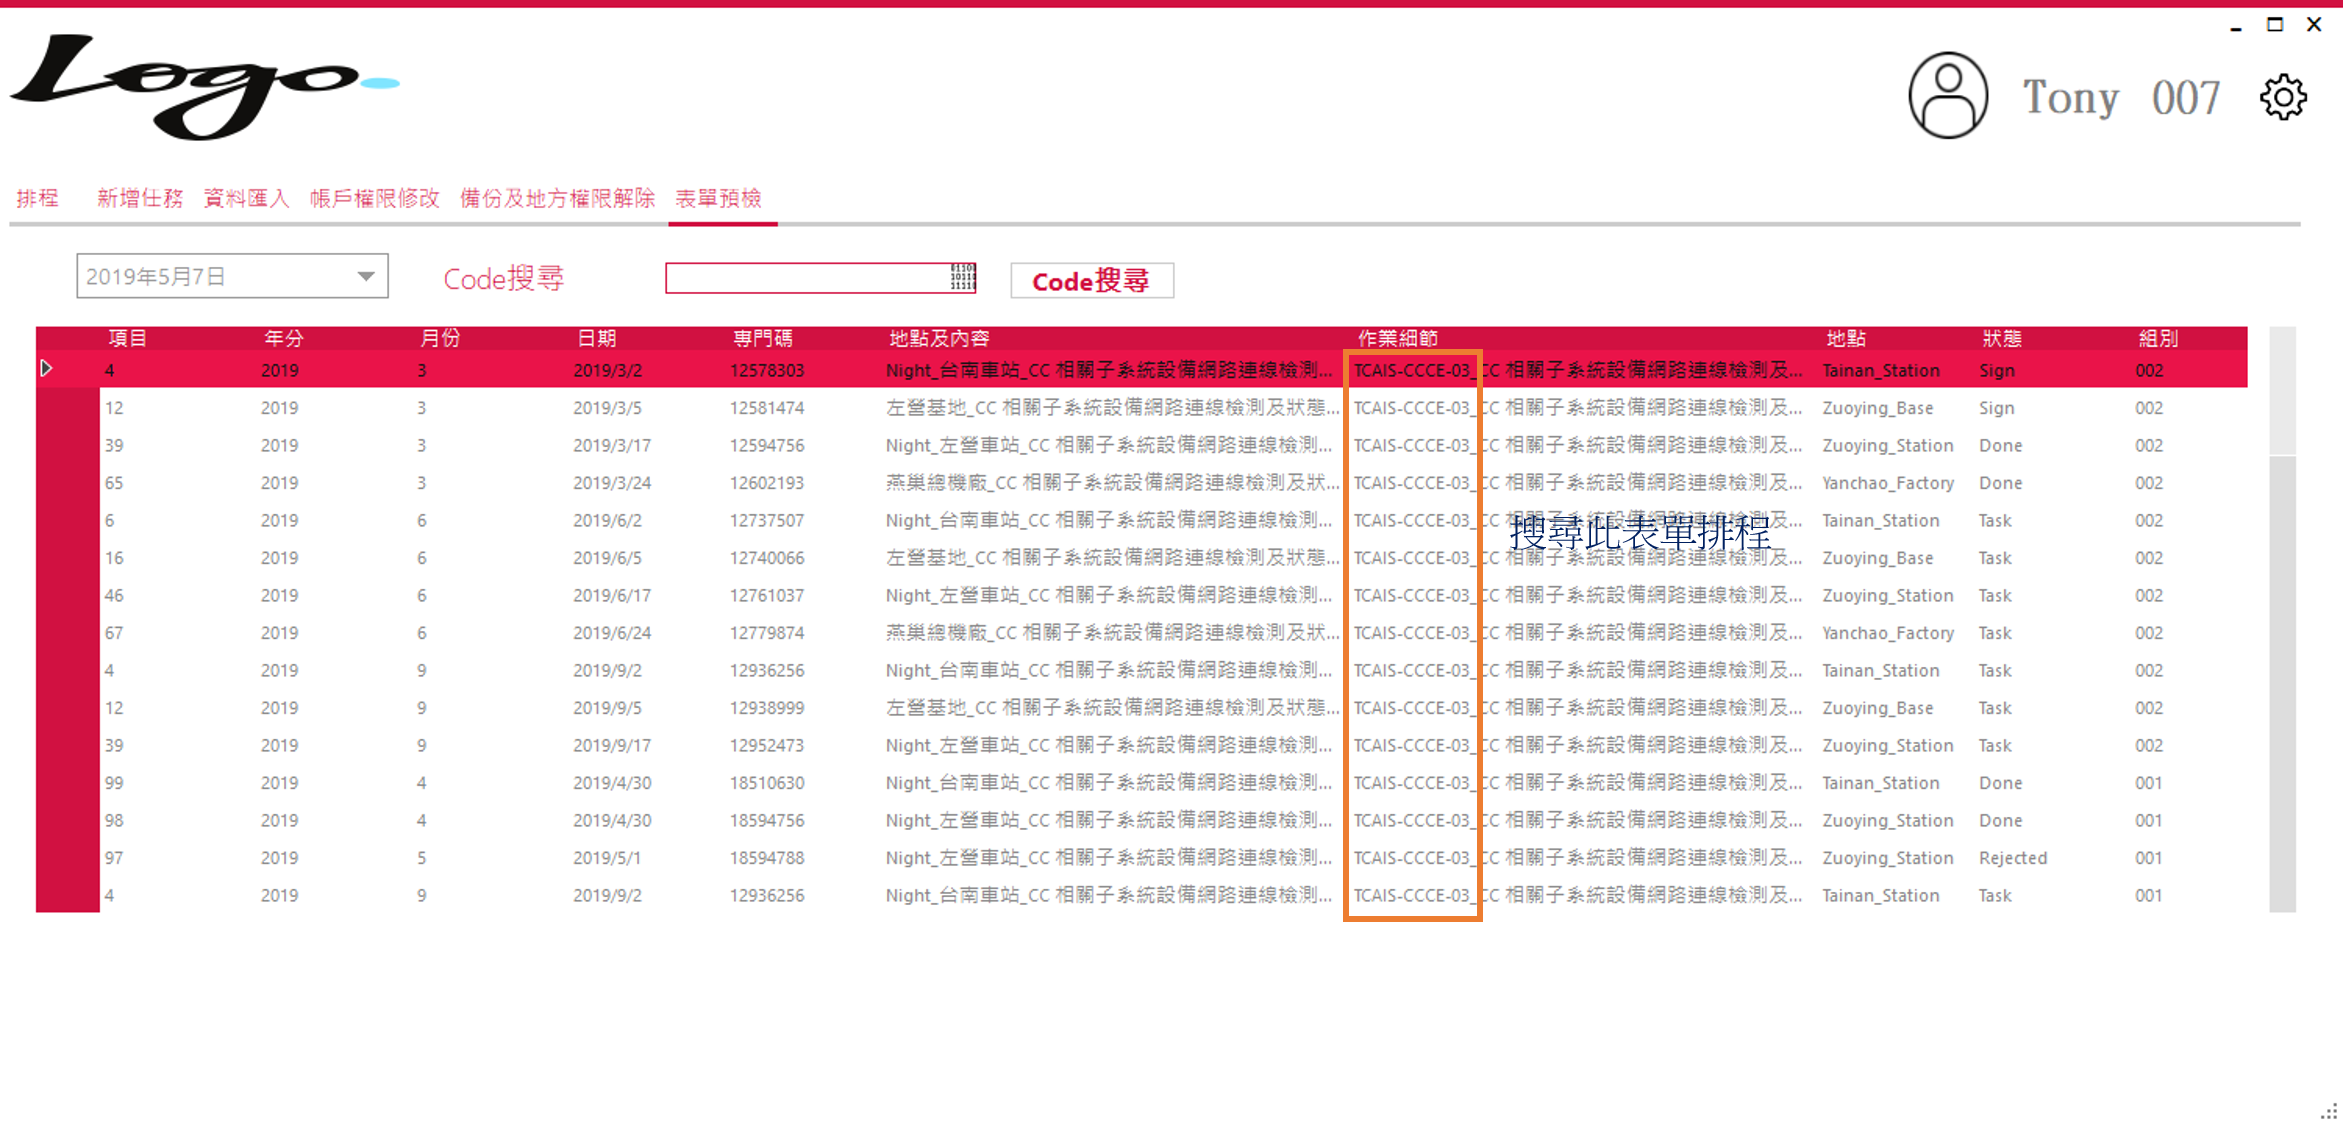 Logo
Tony 007
排程 新增任務 資料匯入 帳戶權限修改 備份及地方權限解除 表單預檢
2019年5月7日 Code搜尋 Code搜尋
項目 年分 月份 日期 專門碼 地點及內容 作業細節 地點 狀態 組別
4 2019 3 2019/3/2 12578303 Night_台南車站_CC 相關子系統設備網路連線檢測... TCAIS-CCCE-03_CC 相關子系統設備網路連線檢測及... Tainan_Station Sign 002
12 2019 3 2019/3/5 12581474 左營基地_CC 相關子系統設備網路連線檢測及狀態... TCAIS-CCCE-03_CC 相關子系統設備網路連線檢測及... Zuoying_Base Sign 002
39 2019 3 2019/3/17 12594756 Night_左營車站_CC 相關子系統設備網路連線檢測... TCAIS-CCCE-03_CC 相關子系統設備網路連線檢測及... Zuoying_Station Done 002
65 2019 3 2019/3/24 12602193 燕巢總機廠_CC 相關子系統設備網路連線檢測及狀... TCAIS-CCCE-03_CC 相關子系統設備網路連線檢測及... Yanchao_Factory Done 002
6 2019 6 2019/6/2 12737507 Night_台南車站_CC 相關子系統設備網路連線檢測... TCAIS-CCCE-03_CC 相關子系統設備網路連線檢測及... Tainan_Station Task 002
搜尋此表單排程
16 2019 6 2019/6/5 12740066 左營基地_CC 相關子系統設備網路連線檢測及狀態... TCAIS-CCCE-03_CC 相關子系統設備網路連線檢測及... Zuoying_Base Task 002
46 2019 6 2019/6/17 12761037 Night_左營車站_CC 相關子系統設備網路連線檢測... TCAIS-CCCE-03_CC 相關子系統設備網路連線檢測及... Zuoying_Station Task 002
67 2019 6 2019/6/24 12779874 燕巢總機廠_CC 相關子系統設備網路連線檢測及狀... TCAIS-CCCE-03_CC 相關子系統設備網路連線檢測及... Yanchao_Factory Task 002
4 2019 9 2019/9/2 12936256 Night_台南車站_CC 相關子系統設備網路連線檢測... TCAIS-CCCE-03_CC 相關子系統設備網路連線檢測及... Tainan_Station Task 002
12 2019 9 2019/9/5 12938999 左營基地_CC 相關子系統設備網路連線檢測及狀態... TCAIS-CCCE-03_CC 相關子系統設備網路連線檢測及... Zuoying_Base Task 002
39 2019 9 2019/9/17 12952473 Night_左營車站_CC 相關子系統設備網路連線檢測... TCAIS-CCCE-03_CC 相關子系統設備網路連線檢測及... Zuoying_Station Task 002
99 2019 4 2019/4/30 18510630 Night_台南車站_CC 相關子系統設備網路連線檢測... TCAIS-CCCE-03_CC 相關子系統設備網路連線檢測及... Tainan_Station Done 001
98 2019 4 2019/4/30 18594756 Night_左營車站_CC 相關子系統設備網路連線檢測... TCAIS-CCCE-03_CC 相關子系統設備網路連線檢測及... Zuoying_Station Done 001
97 2019 5 2019/5/1 18594788 Night_左營車站_CC 相關子系統設備網路連線檢測... TCAIS-CCCE-03_CC 相關子系統設備網路連線檢測及... Zuoying_Station Rejected 001
4 2019 9 2019/9/2 12936256 Night_台南車站_CC 相關子系統設備網路連線檢測... TCAIS-CCCE-03_CC 相關子系統設備網路連線檢測及... Tainan_Station Task 001